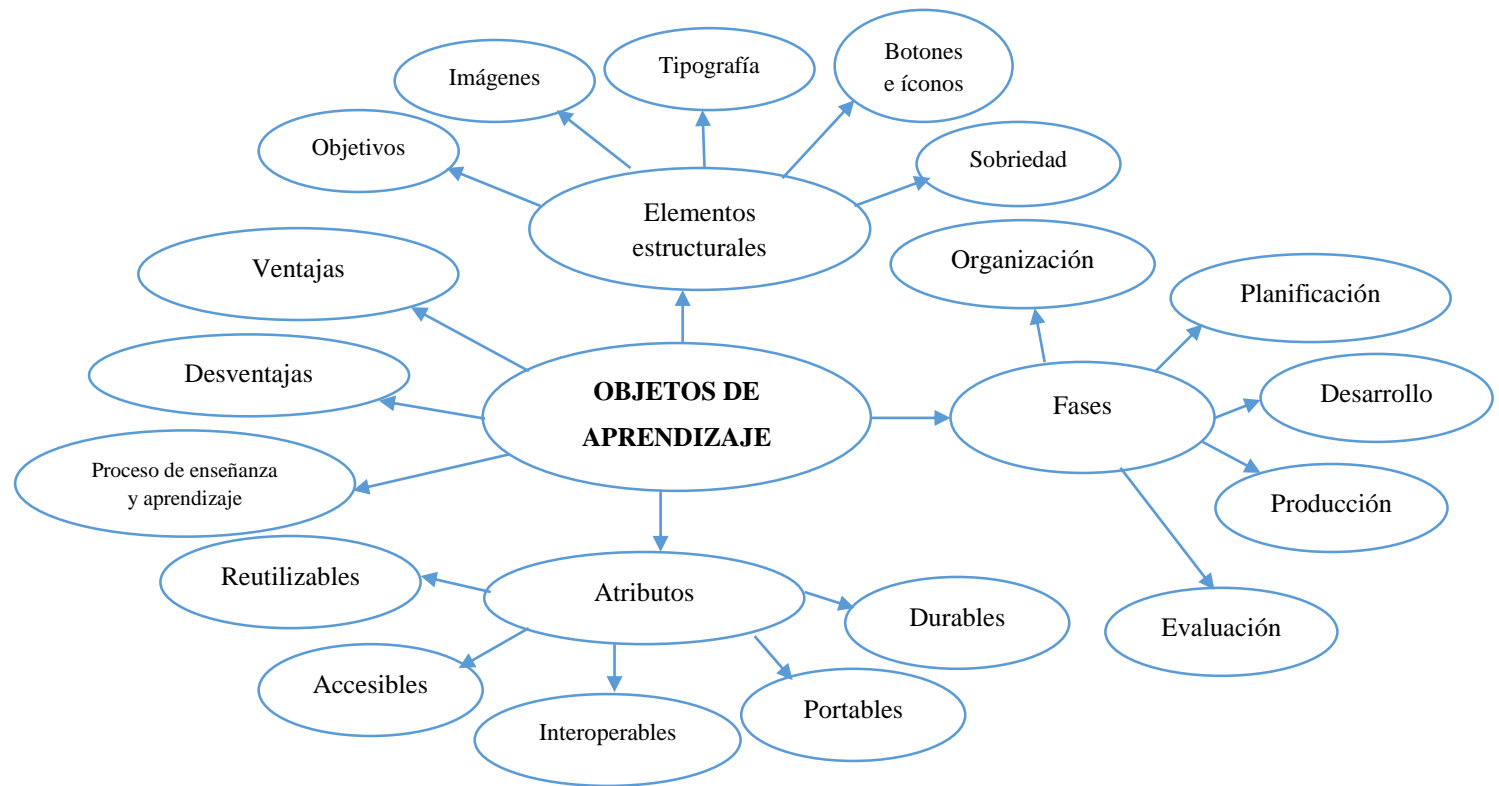 Botones
e íconos
Tipografía
Imágenes
Objetivos
Sobriedad
Elementos
estructurales
Organización
Ventajas
Planificación
Desventajas
OBJETOS DE
APRENDIZAJE
Fases
Desarrollo
Proceso de enseñanza
y aprendizaje
Producción
Reutilizables
Atributos
Durables
Evaluación
Accesibles
Portables
Interoperables